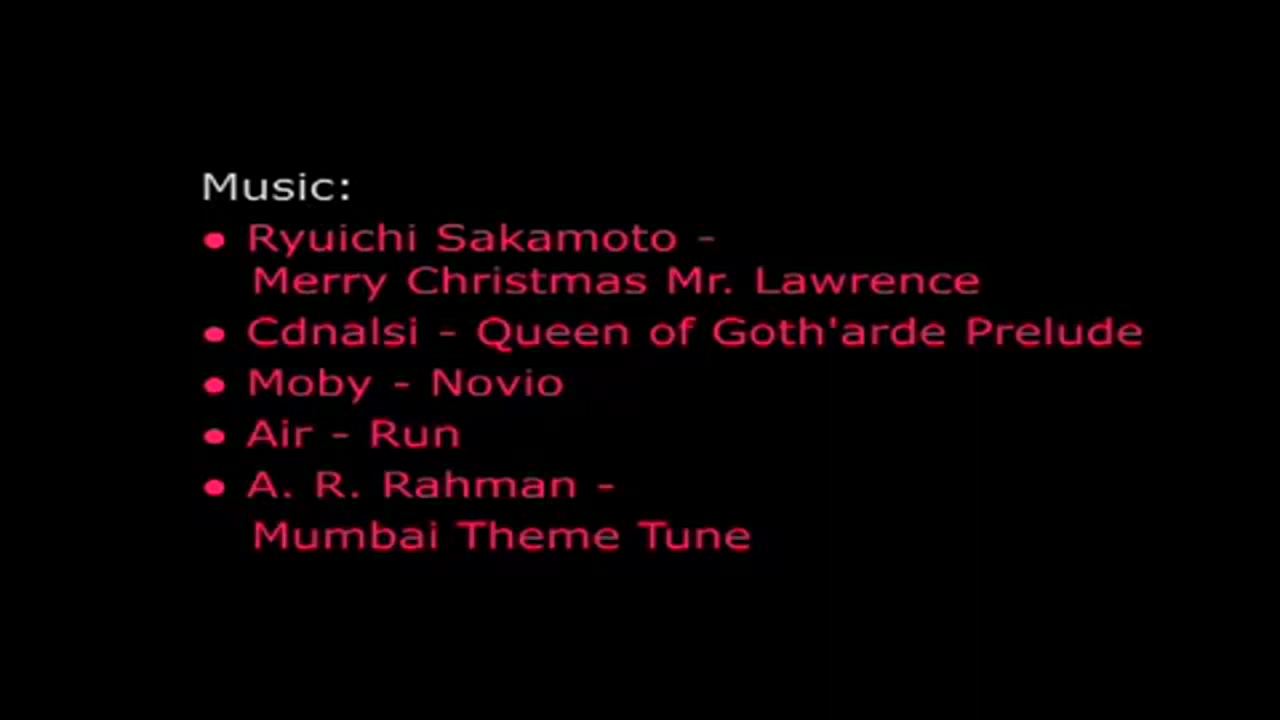 Music:
• Ryuichi Sakamoto -
Merry Christmas Mr. Lawrence
• Cdnalsi - Queen of Goth'arde Prelude
• Moby - Novio
• Air - Run
• A. R. Rahman -
Mumbai Theme Tune